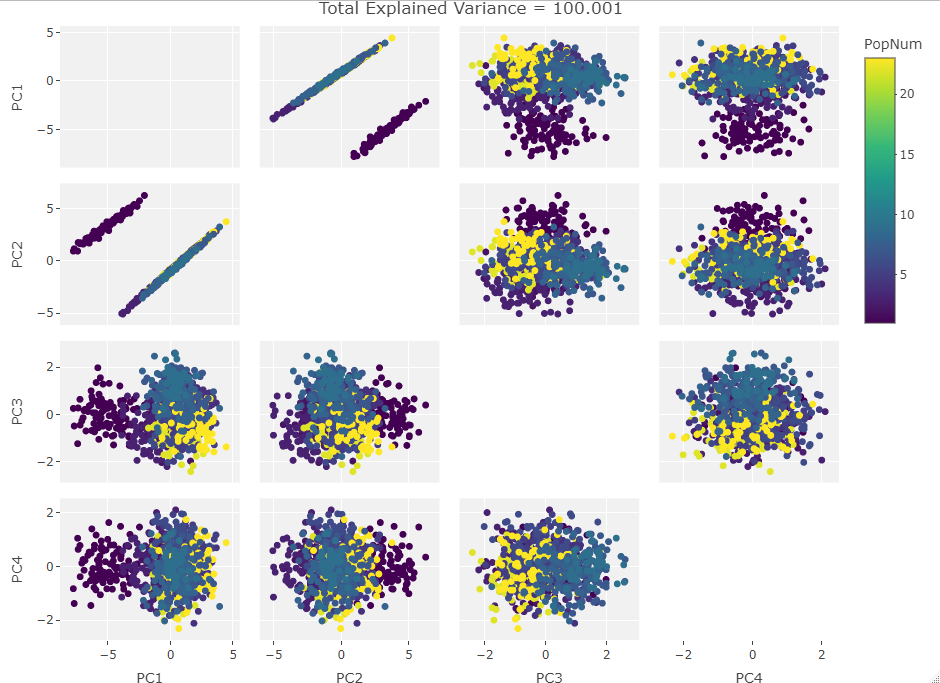 Total Explained Variance = 100.001
PopNum
5
0
−5
PC1
20
15
10
5
5
0
−5
PC2
2
0
−2
PC3
2
0
−2
PC4
−5 0 5 −5 0 5 −2 0 2 −2 0 2
PC1 PC2 PC3 PC4